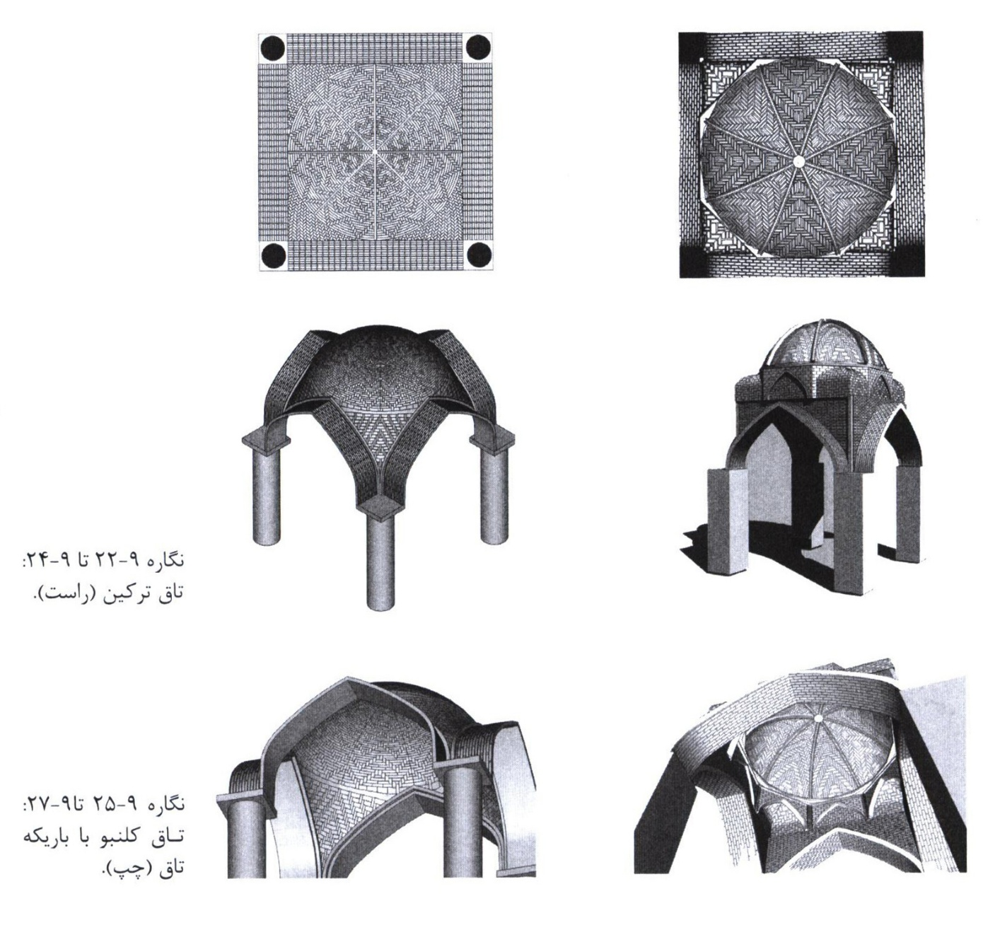 نگاره ۹-۲۲ تا ۹-۲۴:
تاق ترکین (راست).
نگاره ۹-۲۵ تا۹-۲۷:
تـاق کلنبو با باریکه
تاق (چپ).